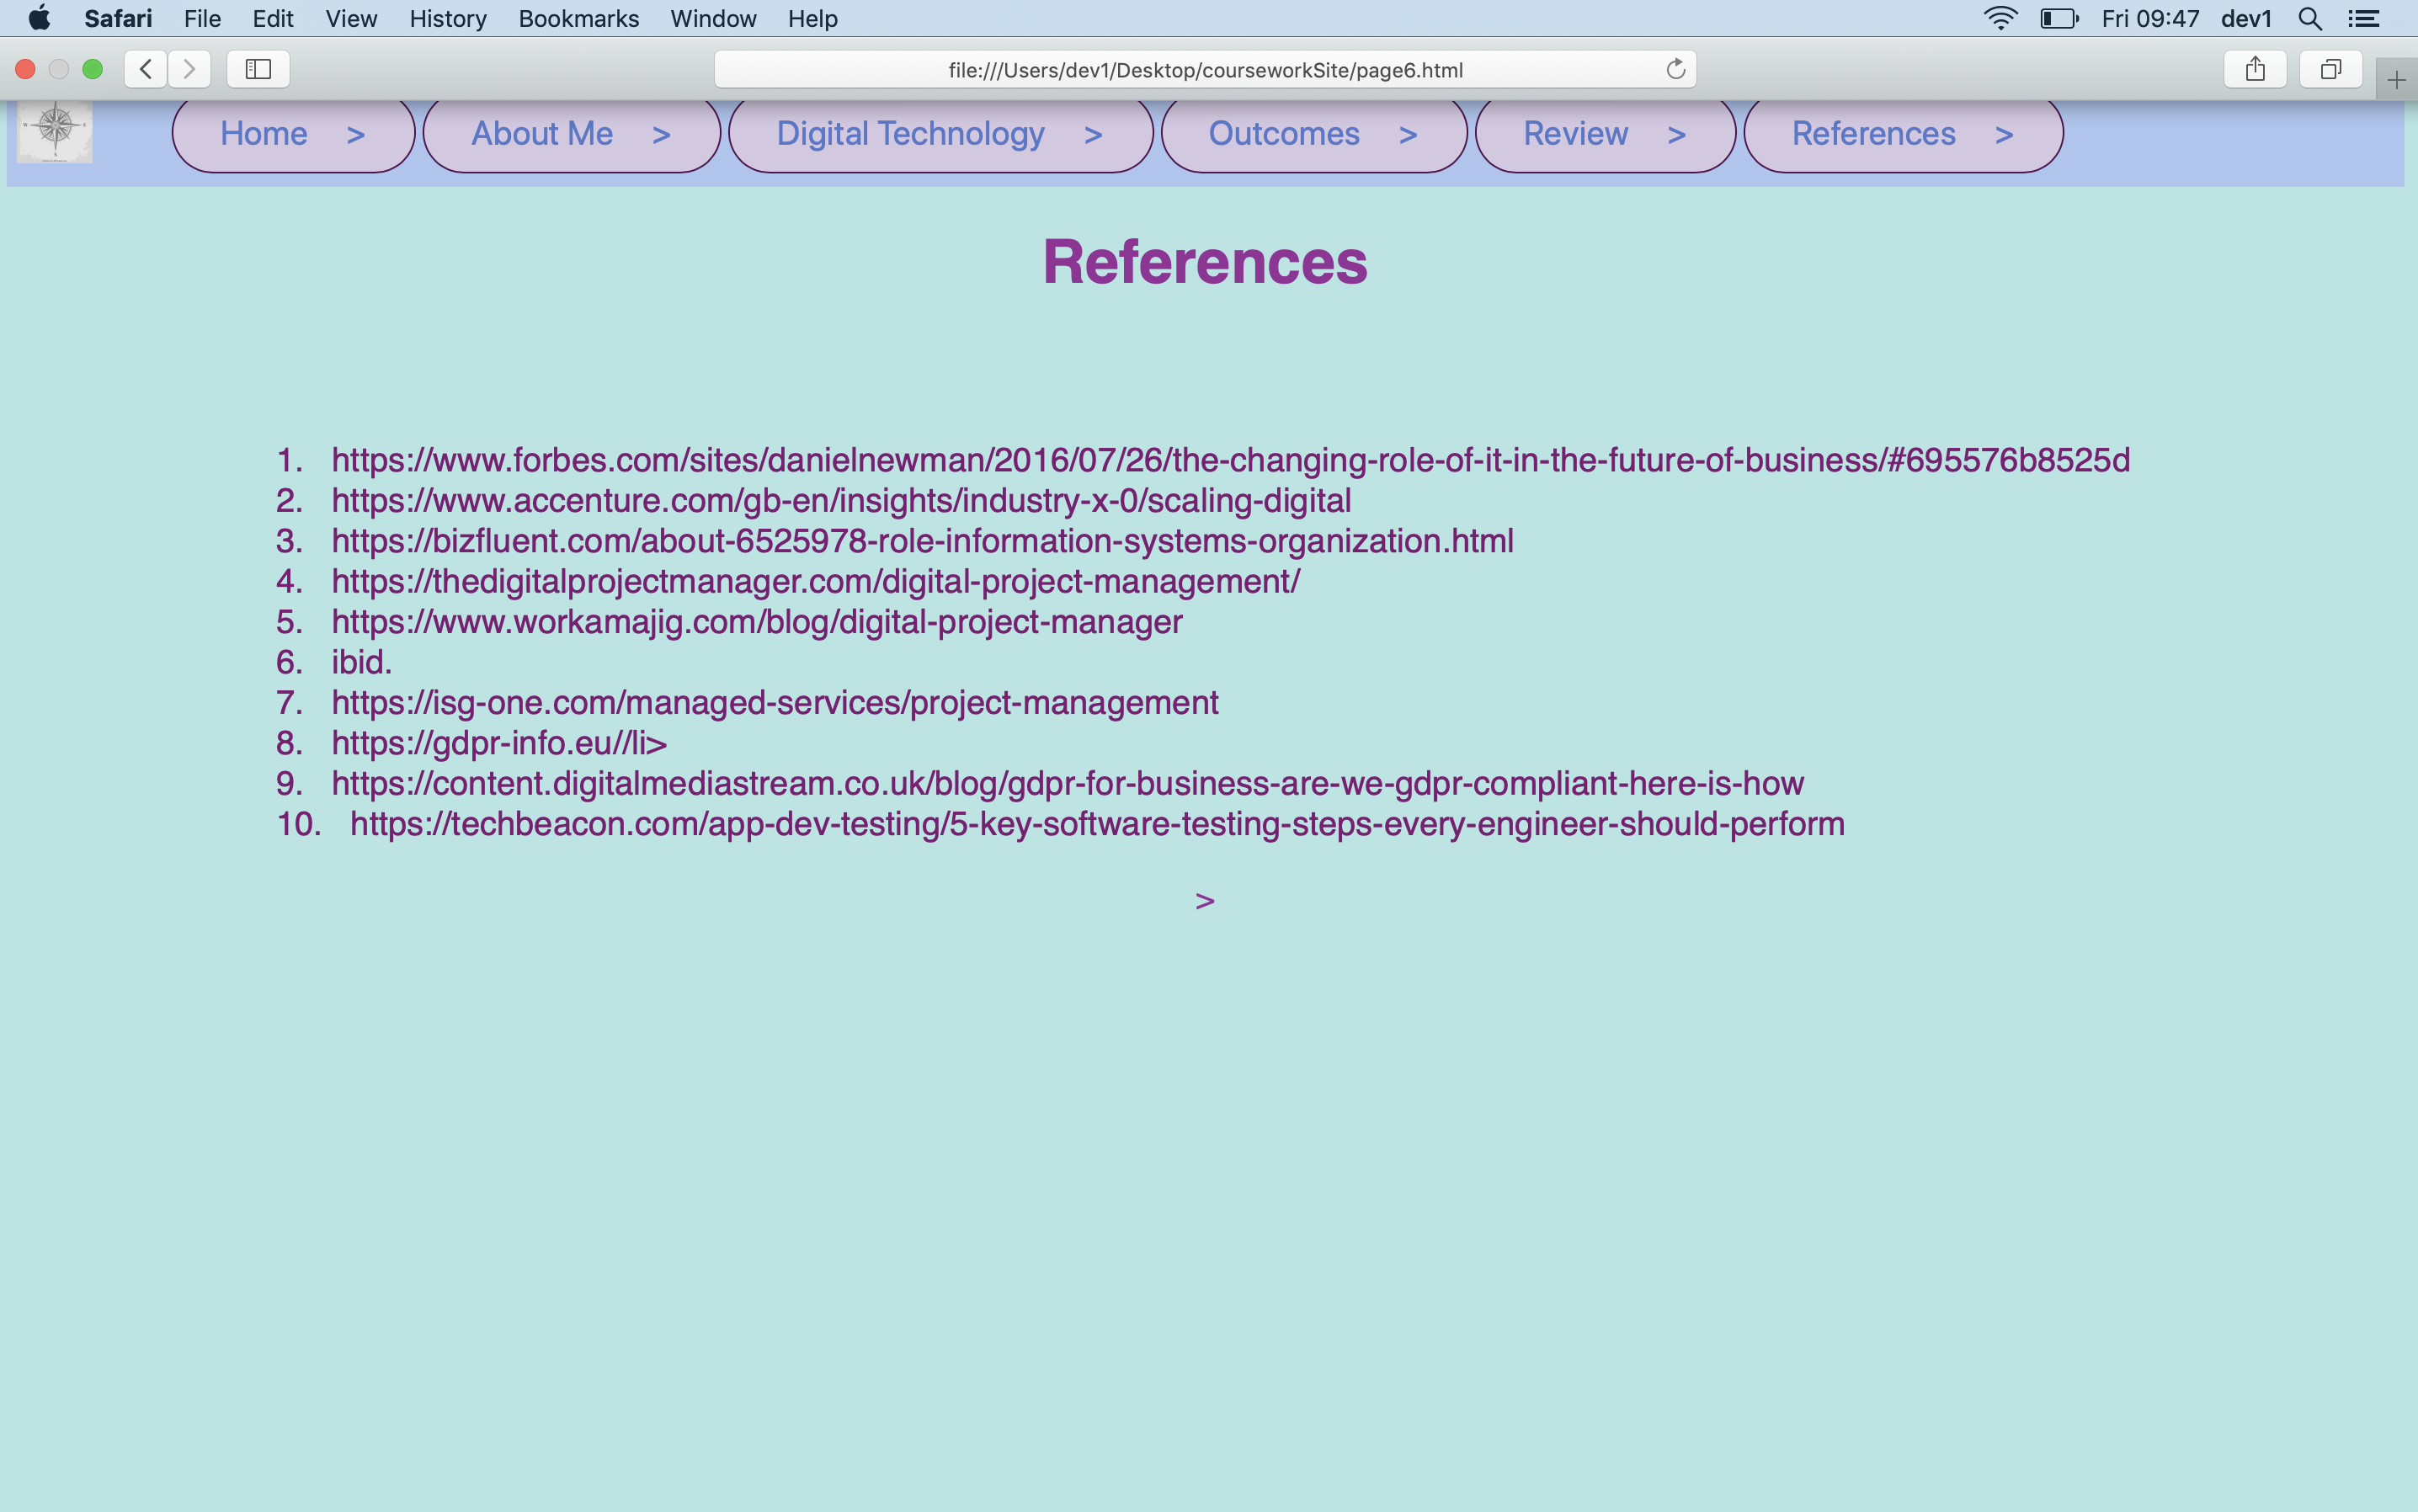 Safari File Edit View History Bookmarks Window Help Fri 09:47 dev1
file:///Users/dev1/Desktop/courseworkSite/page6.html
Home > About Me > Digital Technology > Outcomes > Review > References >
References
1. https://www.forbes.com/sites/danielnewman/2016/07/26/the-changing-role-of-it-in-the-future-of-business/#695576b8525d
2. https://www.accenture.com/gb-en/insights/industry-x-0/scaling-digital
3. https://bizfluent.com/about-6525978-role-information-systems-organization.html
4. https://thedigitalprojectmanager.com/digital-project-management/
5. https://www.workamajig.com/blog/digital-project-manager
6. ibid.
7. https://isg-one.com/managed-services/project-management
8. https://gdpr-info.eu//li>
9. https://content.digitalmediastream.co.uk/blog/gdpr-for-business-are-we-gdpr-compliant-here-is-how
10. https://techbeacon.com/app-dev-testing/5-key-software-testing-steps-every-engineer-should-perform
>